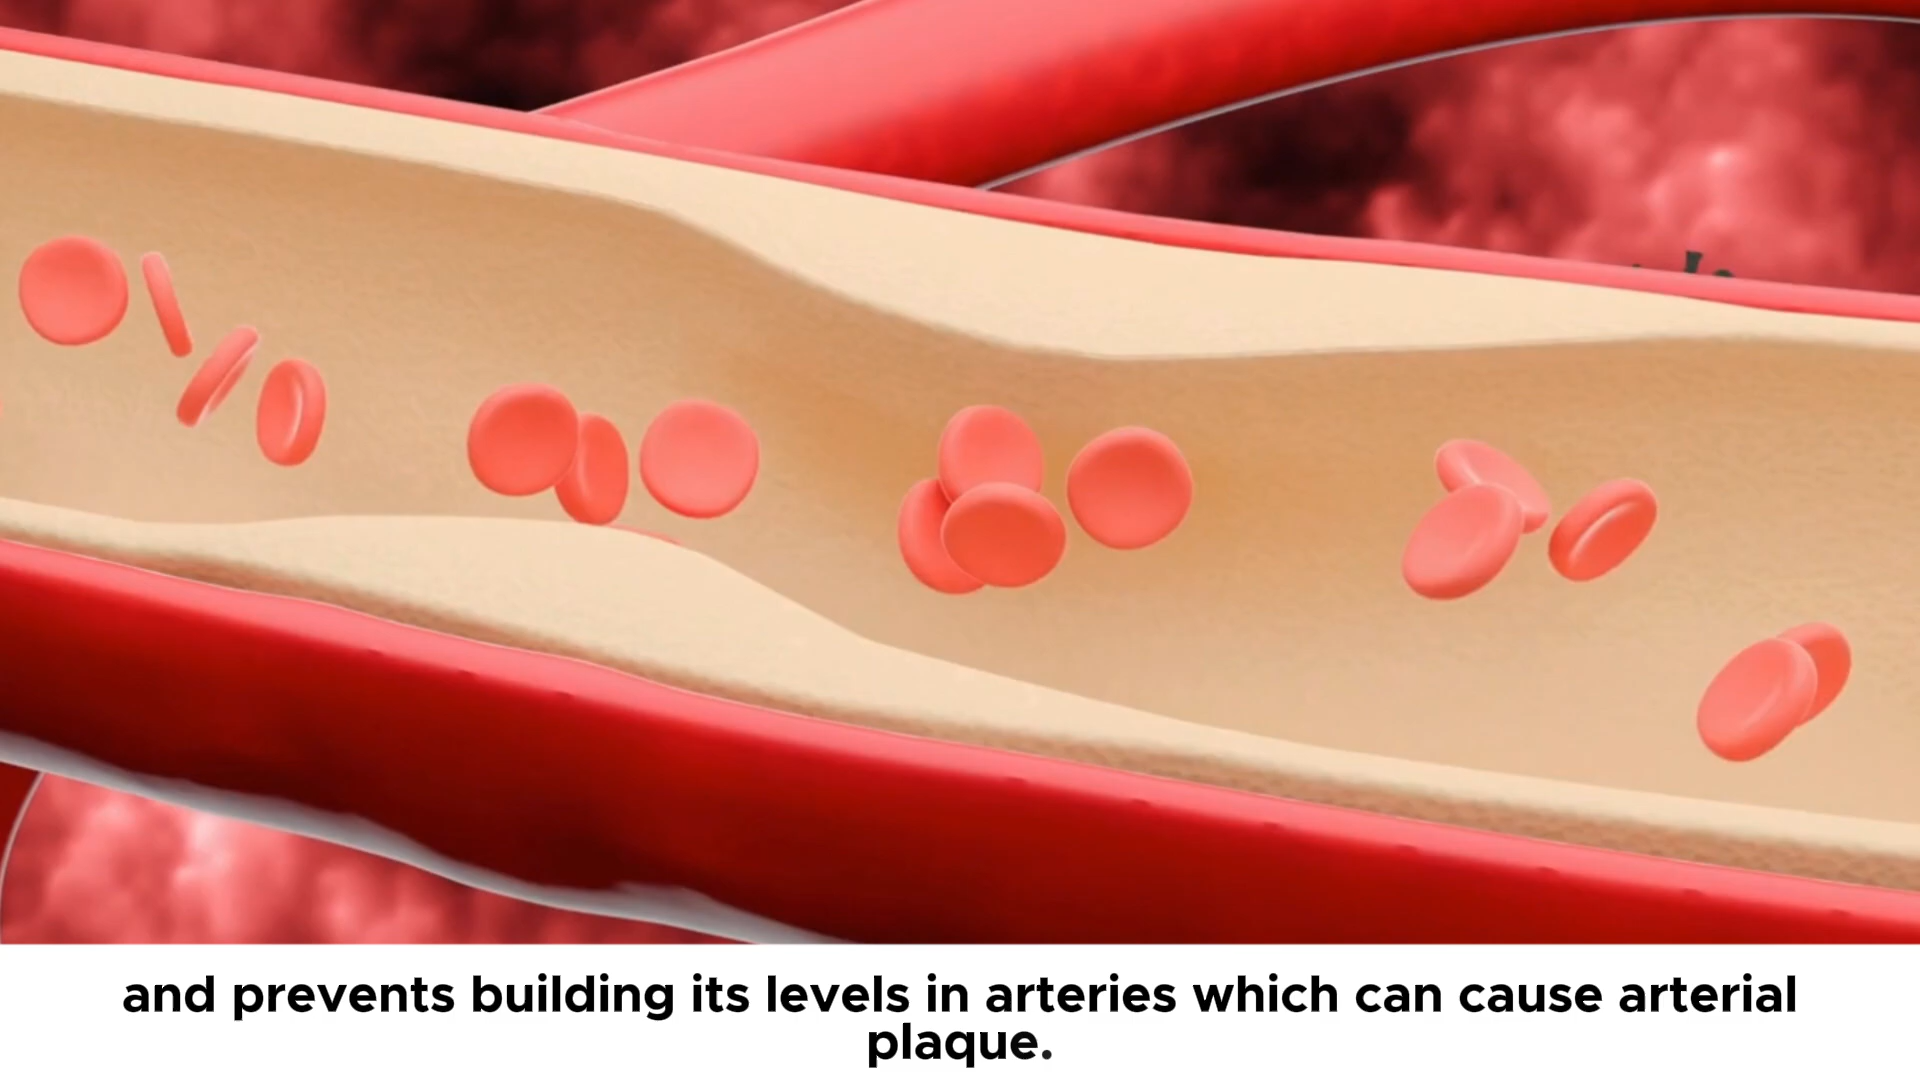 and prevents building its levels in arteries which can cause arterial
plaque.